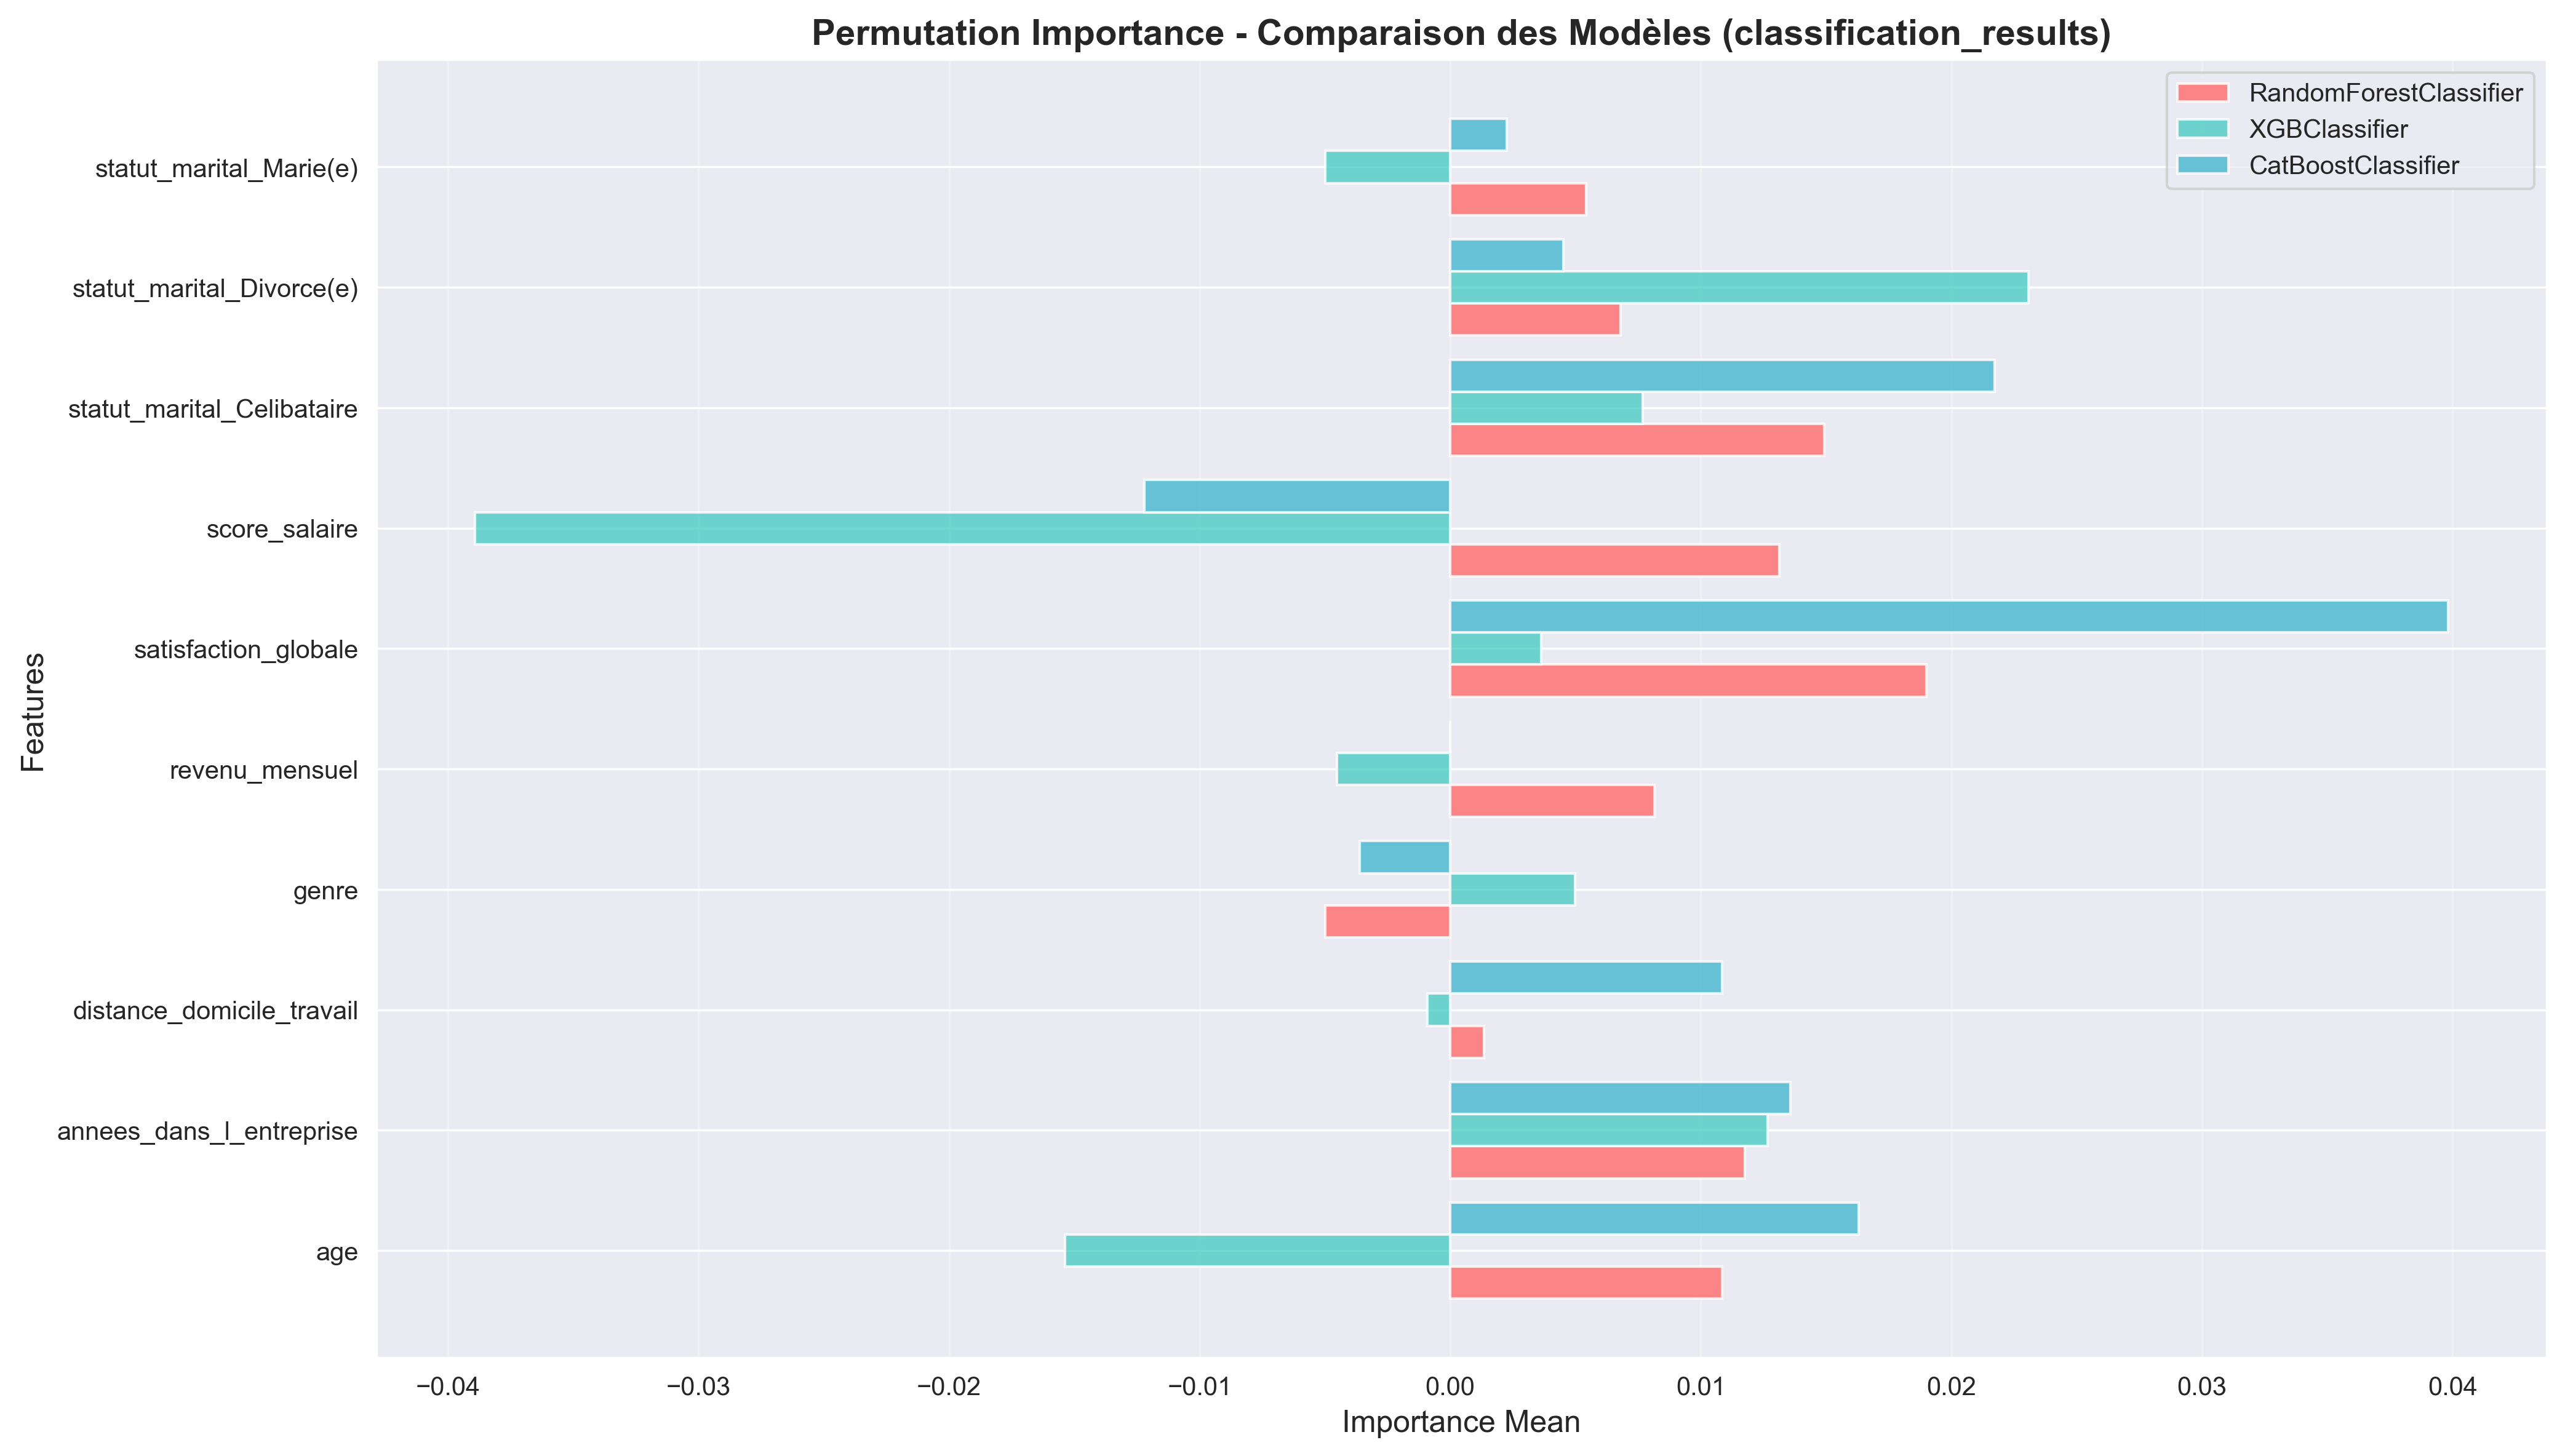 Permutation Importance - Comparaison des Modèles (classification_results)
RandomForestClassifier
XGBClassifier
CatBoostClassifier
statut_marital_Marie(e)
statut_marital_Divorce(e)
statut_marital_Celibataire
score_salaire
satisfaction_globale
revenu_mensuel
genre
distance_domicile_travail
annees_dans_l_entreprise
age
Features
−0.04 −0.03 −0.02 −0.01 0.00 0.01 0.02 0.03 0.04
Importance Mean